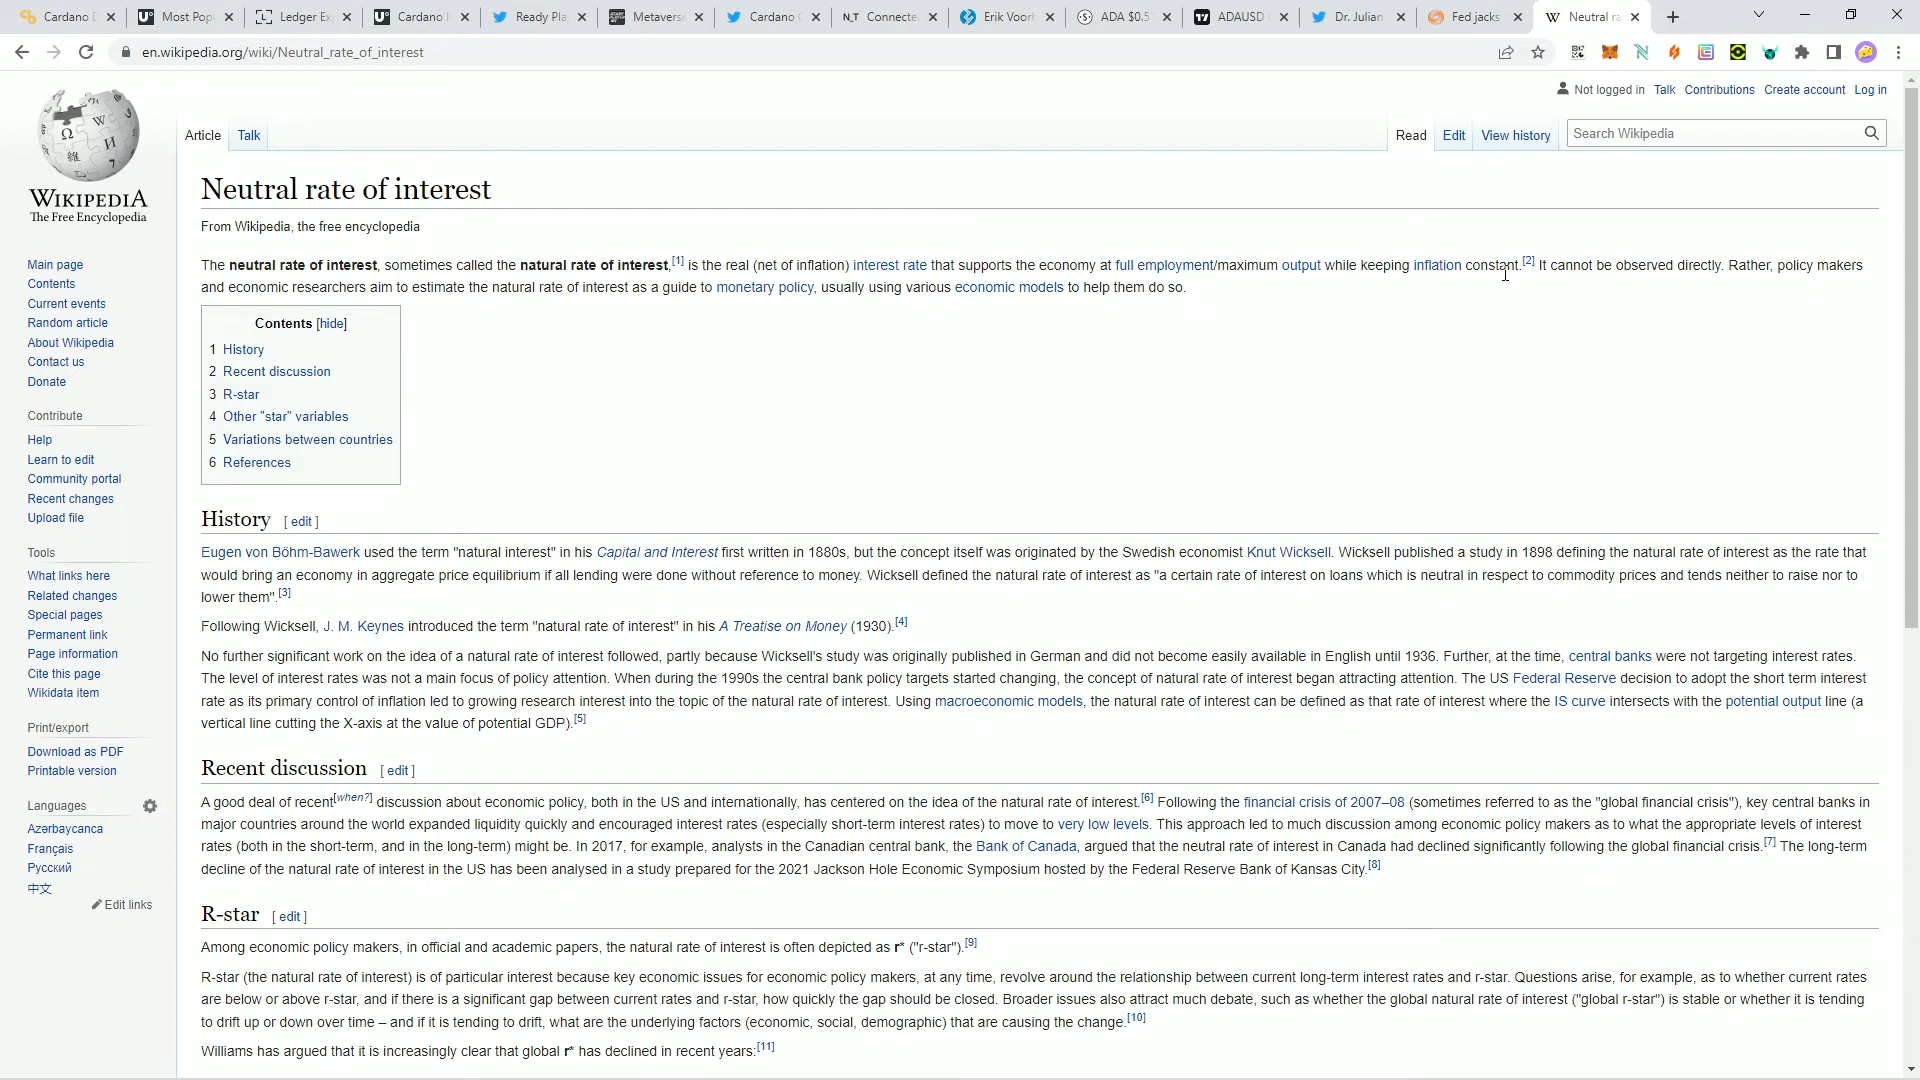 Cardano D
Most Pop
Ledger Ex
Cardano
Ready Pla
Metaverse
Cardano C
Connecte
Erik Voorh
ADA $0.5
ADAUSD
Dr. Julian
Fed jacks
Neutral ra
en.wikipedia.org/wiki/Neutral_rate_of_interest
Not logged in Talk Contributions Create account Log in
Article Talk
Read Edit View history Search Wikipedia
WIKIPEDIA
The Free Encyclopedia
Main page
Contents
Current events
Random article
About Wikipedia
Contact us
Donate
Contribute
Help
Learn to edit
Community portal
Recent changes
Upload file
Tools
What links here
Related changes
Special pages
Permanent link
Page information
Cite this page
Wikidata item
Print/export
Download as PDF
Printable version
Languages
Azərbaycanca
Français
Русский
中文
Edit links
Neutral rate of interest
From Wikipedia, the free encyclopedia
The neutral rate of interest, sometimes called the natural rate of interest,[1] is the real (net of inflation) interest rate that supports the economy at full employment/maximum output while keeping inflation constant.[2] It cannot be observed directly. Rather, policy makers
and economic researchers aim to estimate the natural rate of interest as a guide to monetary policy, usually using various economic models to help them do so.
Contents [hide]
1 History
2 Recent discussion
3 R-star
4 Other "star" variables
5 Variations between countries
6 References
History [ edit ]
Eugen von Böhm-Bawerk used the term "natural interest" in his Capital and Interest first written in 1880s, but the concept itself was originated by the Swedish economist Knut Wicksell. Wicksell published a study in 1898 defining the natural rate of interest as the rate that
would bring an economy in aggregate price equilibrium if all lending were done without reference to money. Wicksell defined the natural rate of interest as "a certain rate of interest on loans which is neutral in respect to commodity prices and tends neither to raise nor to
lower them".[3]
Following Wicksell, J. M. Keynes introduced the term "natural rate of interest" in his A Treatise on Money (1930).[4]
No further significant work on the idea of a natural rate of interest followed, partly because Wicksell's study was originally published in German and did not become easily available in English until 1936. Further, at the time, central banks were not targeting interest rates.
The level of interest rates was not a main focus of policy attention. When during the 1990s the central bank policy targets started changing, the concept of natural rate of interest began attracting attention. The US Federal Reserve decision to adopt the short term interest
rate as its primary control of inflation led to growing research interest into the topic of the natural rate of interest. Using macroeconomic models, the natural rate of interest can be defined as that rate of interest where the IS curve intersects with the potential output line (a
vertical line cutting the X-axis at the value of potential GDP).[5]
Recent discussion [ edit ]
A good deal of recent[when?] discussion about economic policy, both in the US and internationally, has centered on the idea of the natural rate of interest.[6] Following the financial crisis of 2007–08 (sometimes referred to as the "global financial crisis"), key central banks in
major countries around the world expanded liquidity quickly and encouraged interest rates (especially short-term interest rates) to move to very low levels. This approach led to much discussion among economic policy makers as to what the appropriate levels of interest
rates (both in the short-term, and in the long-term) might be. In 2017, for example, analysts in the Canadian central bank, the Bank of Canada, argued that the neutral rate of interest in Canada had declined significantly following the global financial crisis.[7] The long-term
decline of the natural rate of interest in the US has been analysed in a study prepared for the 2021 Jackson Hole Economic Symposium hosted by the Federal Reserve Bank of Kansas City.[8]
R-star [ edit ]
Among economic policy makers, in official and academic papers, the natural rate of interest is often depicted as r* ("r-star").[9]
R-star (the natural rate of interest) is of particular interest because key economic issues for economic policy makers, at any time, revolve around the relationship between current long-term interest rates and r-star. Questions arise, for example, as to whether current rates
are below or above r-star, and if there is a significant gap between current rates and r-star, how quickly the gap should be closed. Broader issues also attract much debate, such as whether the global natural rate of interest ("global r-star") is stable or whether it is tending
to drift up or down over time – and if it is tending to drift, what are the underlying factors (economic, social, demographic) that are causing the change.[10]
Williams has argued that it is increasingly clear that global r* has declined in recent years:[11]